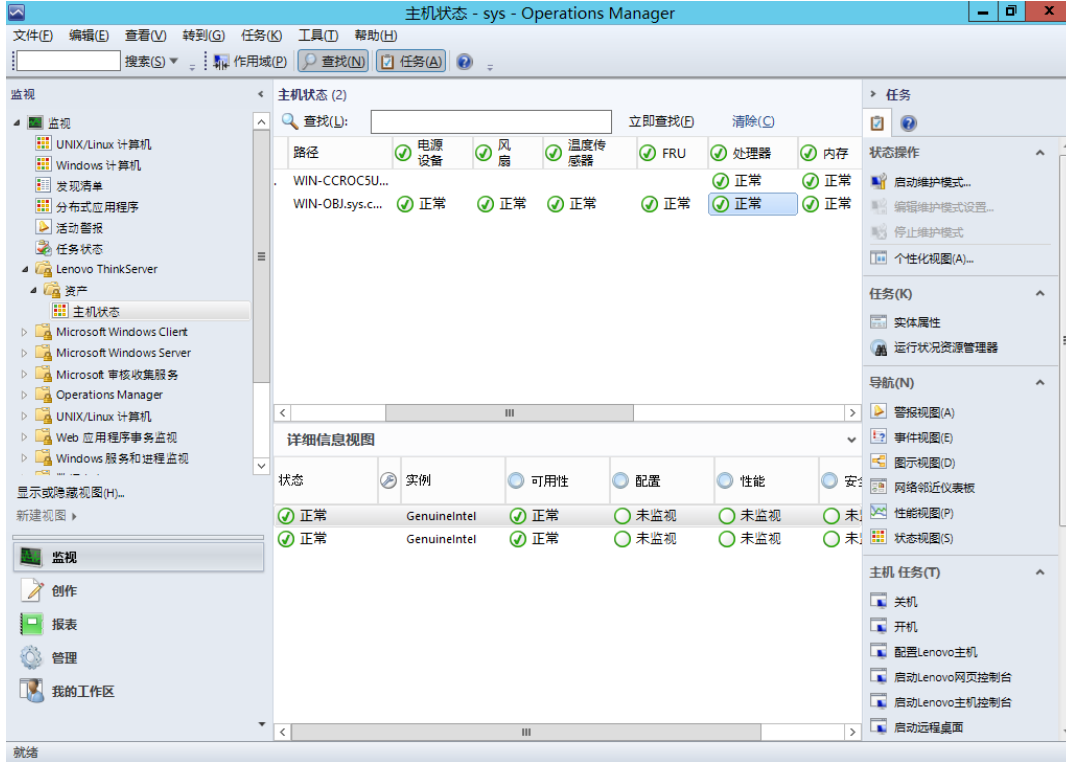 主机状态 - sys - Operations Manager
文件(F) 编辑(E) 查看(V) 转到(G) 任务(K) 工具(T) 帮助(H)
搜索(S) 作用域(P) 查找(N) 任务(A)
监视
监视
UNIX/Linux 计算机
Windows 计算机
发现清单
分布式应用程序
活动警报
任务状态
Lenovo ThinkServer
资产
主机状态
Microsoft Windows Client
Microsoft Windows Server
Microsoft 审核收集服务
Operations Manager
UNIX/Linux 计算机
Web 应用程序事务监视
Windows 服务和进程监视
显示或隐藏视图(H)...
新建视图
监视
创作
报表
管理
我的工作区
主机状态 (2)
查找(L): 立即查找(F) 清除(C)
路径 电源设备 风扇 温度传感器 FRU 处理器 内存
WIN-CCROC5U... 正常 正常
WIN-OBJ.sys.c... 正常 正常 正常 正常 正常 正常
详细信息视图
状态 实例 可用性 配置 性能
正常 GenuineIntel 正常 未监视 未监视
正常 GenuineIntel 正常 未监视 未监视
任务
状态操作
启动维护模式...
编辑维护模式设置...
停止维护模式
个性化视图(A)...
任务(K)
实体属性
运行状况资源管理器
导航(N)
警报视图(A)
事件视图(E)
图示视图(D)
网络邻近仪表板
性能视图(P)
状态视图(S)
主机 任务(T)
关机
开机
配置Lenovo主机
启动Lenovo网页控制台
启动Lenovo主机控制台
启动远程桌面
就绪